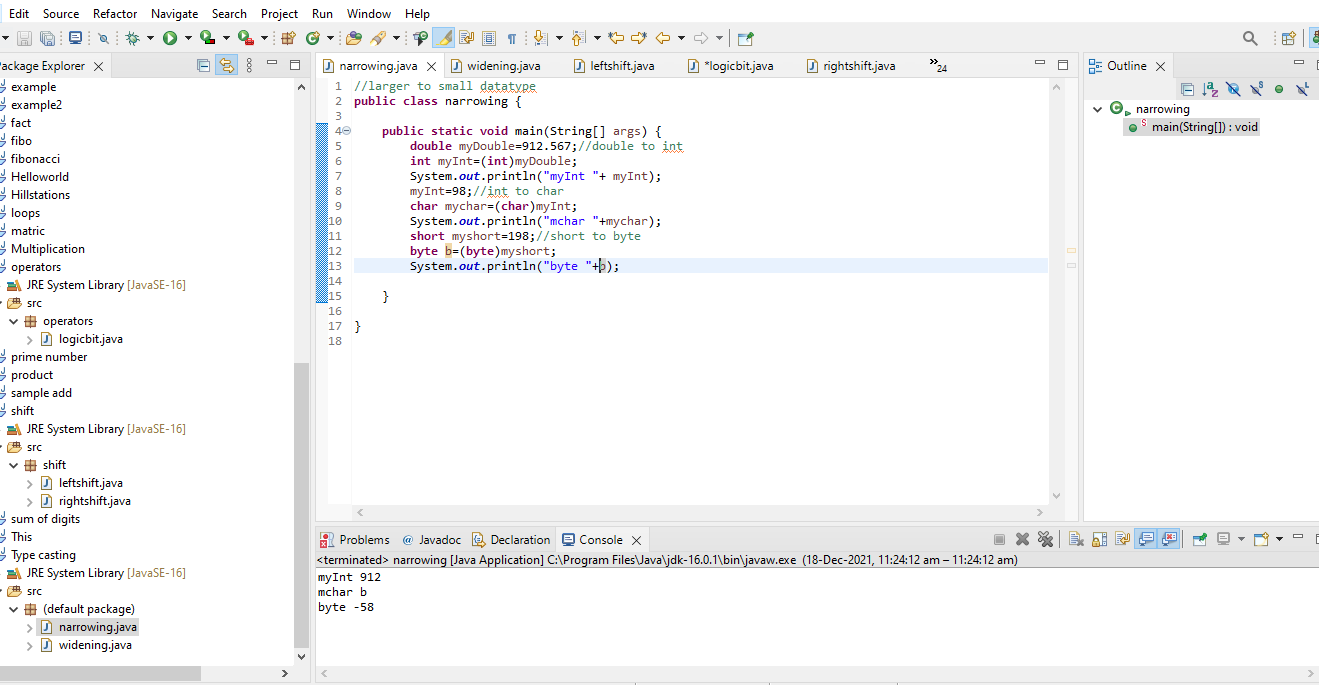 Edit Source Refactor Navigate Search Project Run Window Help
ackage Explorer
example
example2
fact
fibo
fibonacci
Helloworld
Hillstations
loops
matric
Multiplication
operators
JRE System Library [JavaSE-16]
src
operators
logicbit.java
prime number
product
sample add
shift
JRE System Library [JavaSE-16]
src
shift
leftshift.java
rightshift.java
sum of digits
This
Type casting
JRE System Library [JavaSE-16]
src
(default package)
narrowing.java
widening.java
narrowing.java widening.java leftshift.java *logicbit.java rightshift.java »24
1 //larger to small datatype
2 public class narrowing {
3
4 public static void main(String[] args) {
5 double myDouble=912.567;//double to int
6 int myInt=(int)myDouble;
7 System.out.println("myInt "+ myInt);
8 myInt=98;//int to char
9 char mychar=(char)myInt;
10 System.out.println("mchar "+mychar);
11 short myshort=198;//short to byte
12 byte b=(byte)myshort;
13 System.out.println("byte "+b);
14
15 }
16
17 }
18
Outline
narrowing
main(String[]) : void
Problems @ Javadoc Declaration Console
<terminated> narrowing [Java Application] C:\Program Files\Java\jdk-16.0.1\bin\javaw.exe (18-Dec-2021, 11:24:12 am – 11:24:12 am)
myInt 912
mchar b
byte -58